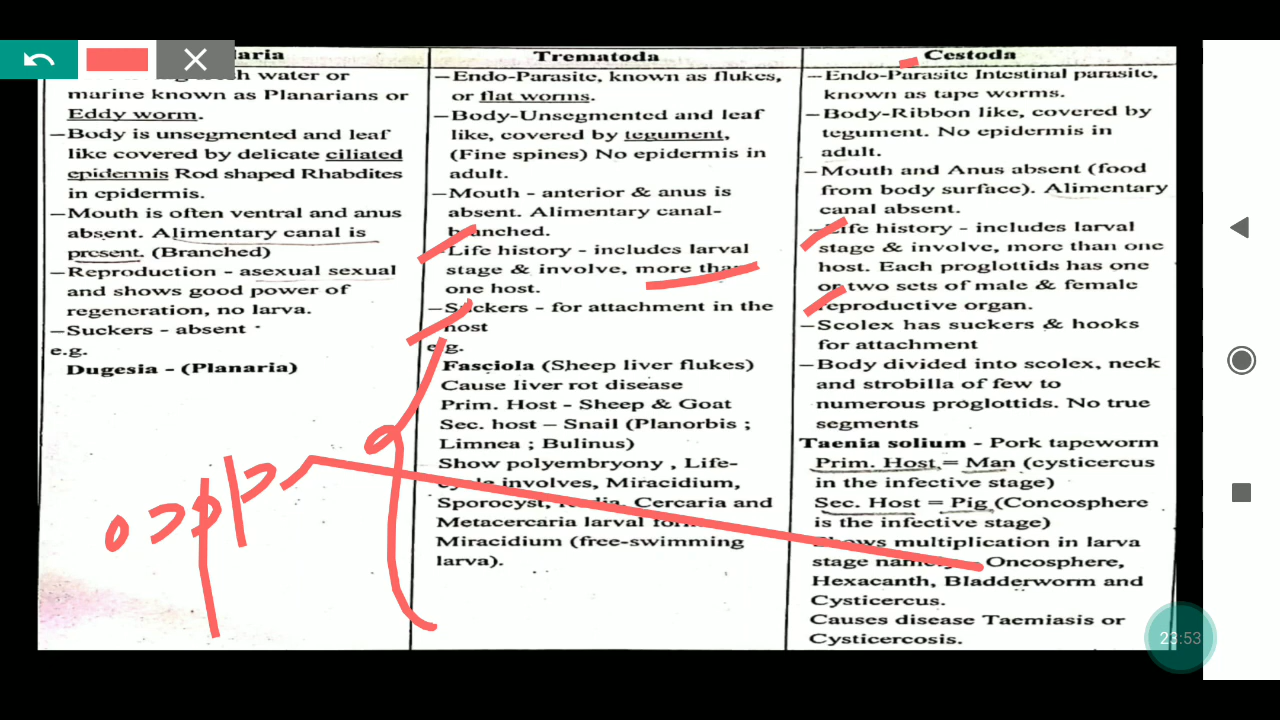 laria
water or
marine known as Planarians or
Eddy worm.
—Body is unsegmented and leaf
like covered by delicate ciliated
epidermis Rod shaped Rhabdites
in epidermis.
—Mouth is often ventral and anus
absent. Alimentary canal is
present. (Branched)
—Reproduction - asexual sexual
and shows good power of
regeneration, no larva.
—Suckers - absent
e.g.
Dugesia - (Planaria)
Trematoda
—Endo-Parasite, known as flukes,
or flat worms.
—Body-Unsegmented and leaf
like, covered by tegument,
(Fine spines) No epidermis in
adult.
—Mouth - anterior & anus is
absent. Alimentary canal-
branched.
Life history - includes larval
stage & involve, more than
one host.
—Suckers - for attachment in the
host
e.g.
Fasciola (Sheep liver flukes)
Cause liver rot disease
Prim. Host - Sheep & Goat
Sec. host – Snail (Planorbis ;
Limnea ; Bulinus)
Show polyembryony , Life-
cycle involves, Miracidium,
Sporocyst, Redia, Cercaria and
Metacercaria larval form
Miracidium (free-swimming
larva).
Cestoda
—Endo-Parasite Intestinal parasite,
known as tape worms.
—Body-Ribbon like, covered by
tegument. No epidermis in
adult.
—Mouth and Anus absent (food
from body surface). Alimentary
canal absent.
—Life history - includes larval
stage & involve, more than one
host. Each proglottids has one
or two sets of male & female
reproductive organ.
—Scolex has suckers & hooks
for attachment
—Body divided into scolex, neck
and strobilla of few to
numerous proglottids. No true
segments
Taenia solium - Pork tapeworm
Prim. Host = Man (cysticercus
in the infective stage)
Sec. Host = Pig (Concosphere
is the infective stage)
Shows multiplication in larva
stage Oncosphere,
Hexacanth, Bladderworm and
Cysticercus.
Causes disease Taemiasis or
Cysticercosis.
23:53